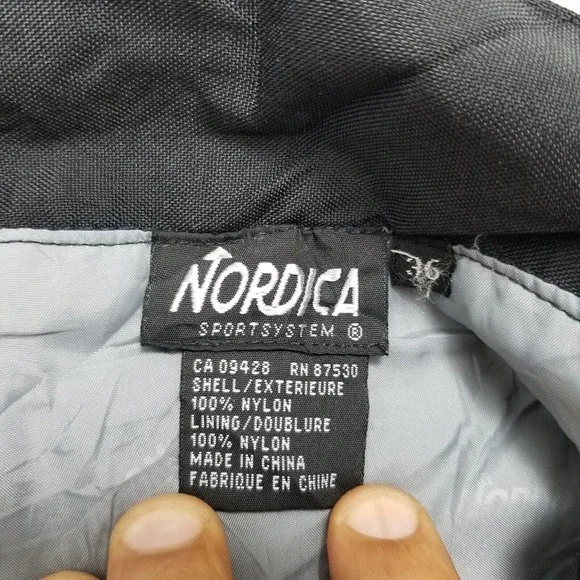 NORDICA
SPORTSYSTEM ®
CA 09428 RN 87530
SHELL/EXTERIEURE
100% NYLON
LINING/DOUBLURE
100% NYLON
MADE IN CHINA
FABRIQUE EN CHINE